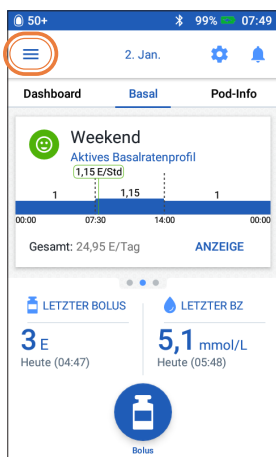 50+ 99% 07:49
2. Jan.
Dashboard Basal Pod-Info
Weekend
Aktives Basalratenprofil
1,15 E/Std
1 1,15 1
00:00 07:30 14:00 00:00
Gesamt: 24,95 E/Tag ANZEIGE
LETZTER BOLUS LETZTER BZ
3 E 5,1 mmol/L
Heute (04:47) Heute (05:48)
Bolus